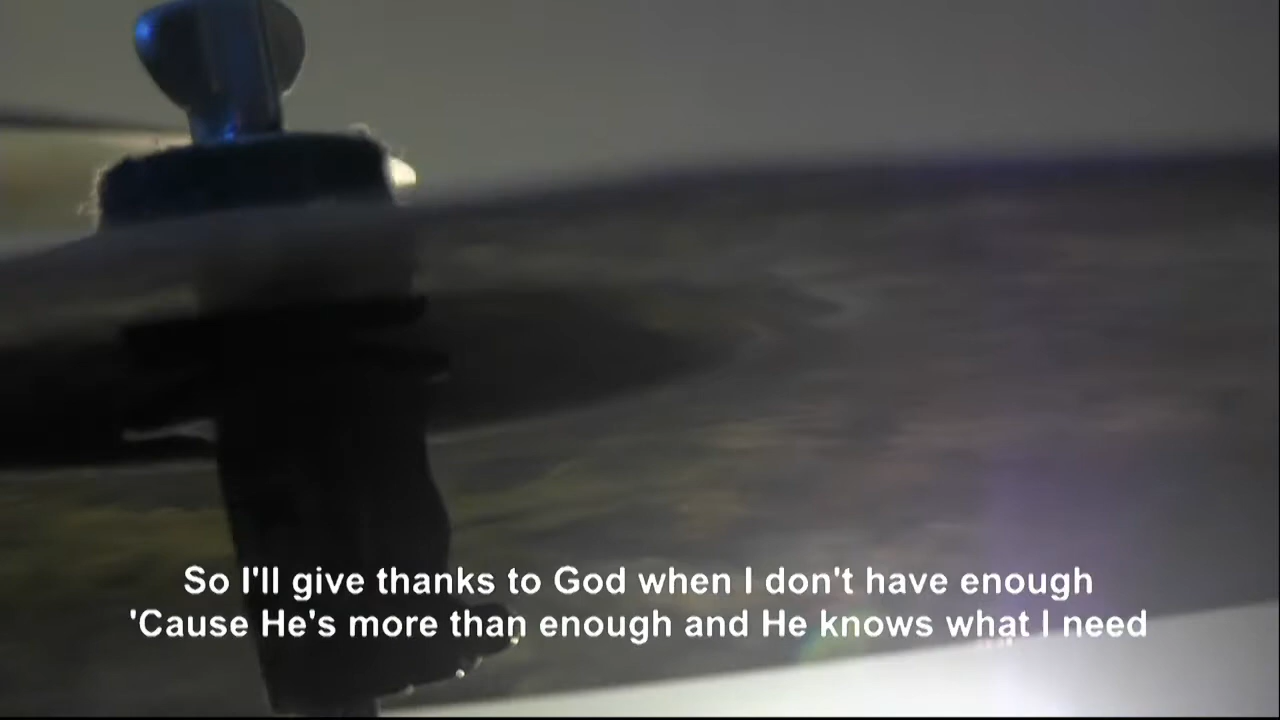 So I'll give thanks to God when I don't have enough
'Cause He's more than enough and He knows what I need